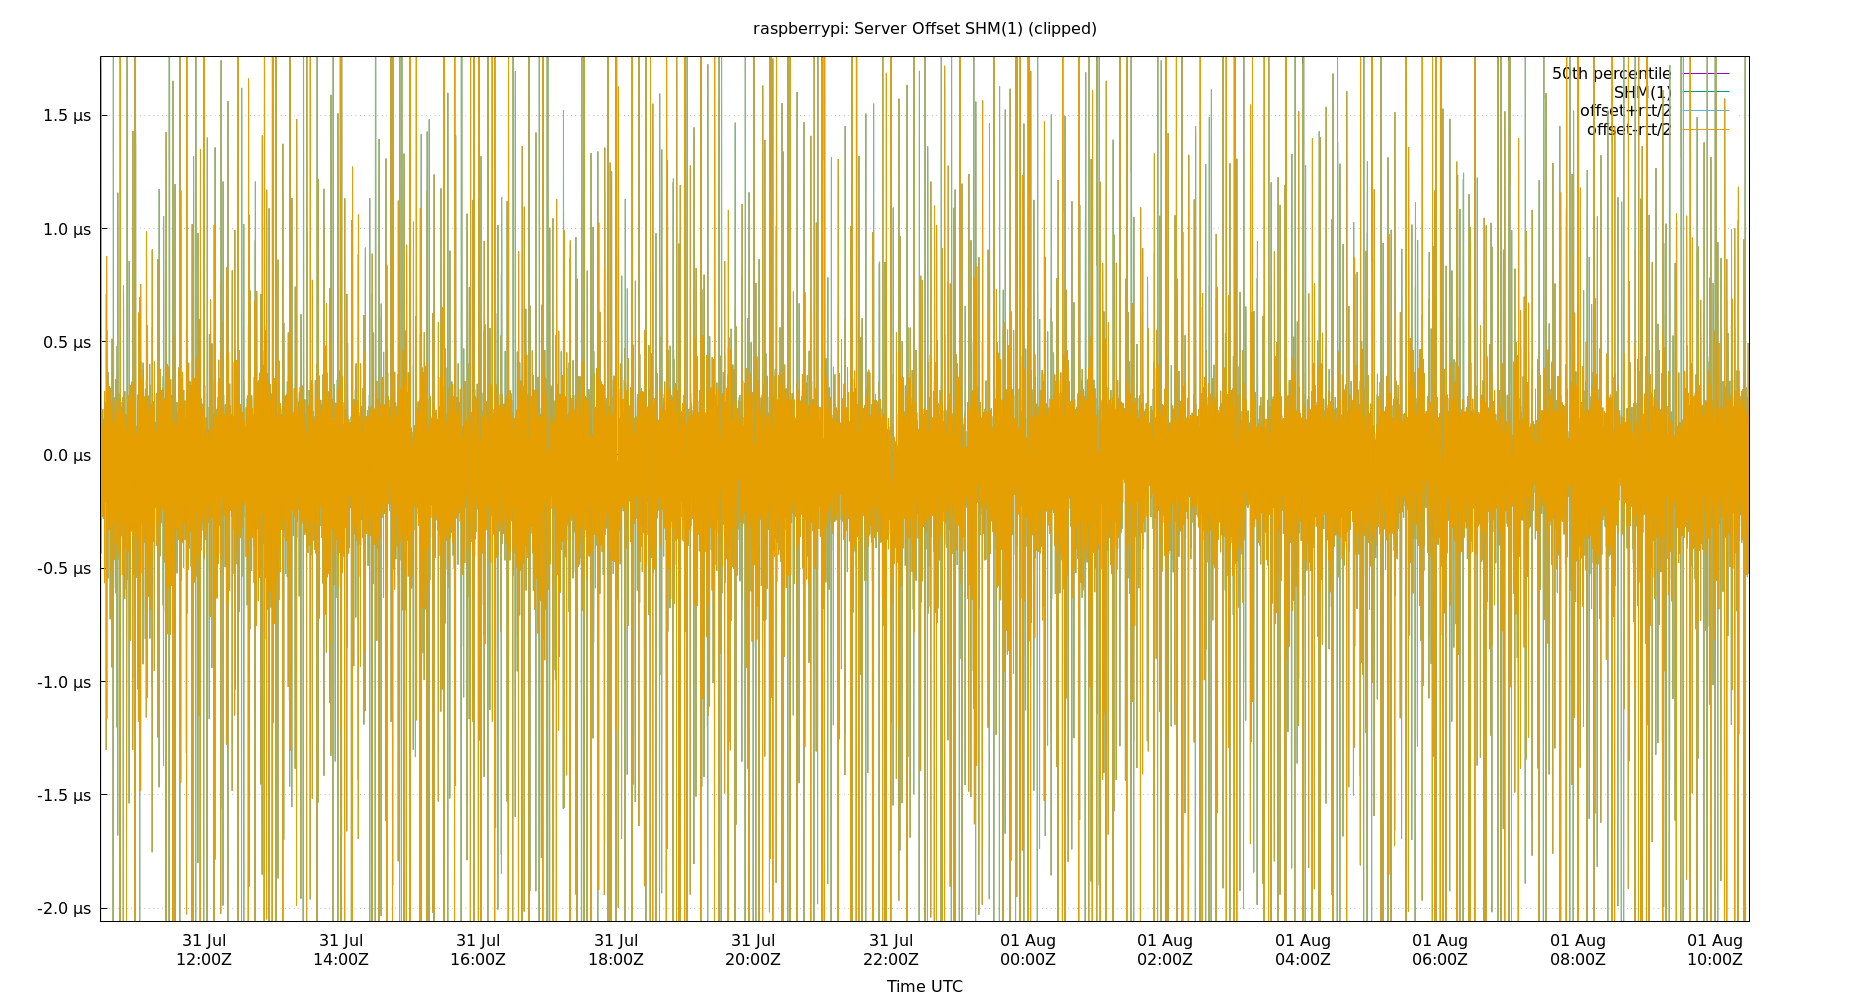 raspberrypi: Server Offset SHM(1) (clipped)
50th percentile
SHM(1)
offset+rtt/2
offset-rtt/2
1.5 µs
1.0 µs
0.5 µs
0.0 µs
-0.5 µs
-1.0 µs
-1.5 µs
-2.0 µs
31 Jul 31 Jul 31 Jul 31 Jul 31 Jul 31 Jul 01 Aug 01 Aug 01 Aug 01 Aug 01 Aug 01 Aug
12:00Z 14:00Z 16:00Z 18:00Z 20:00Z 22:00Z 00:00Z 02:00Z 04:00Z 06:00Z 08:00Z 10:00Z
Time UTC